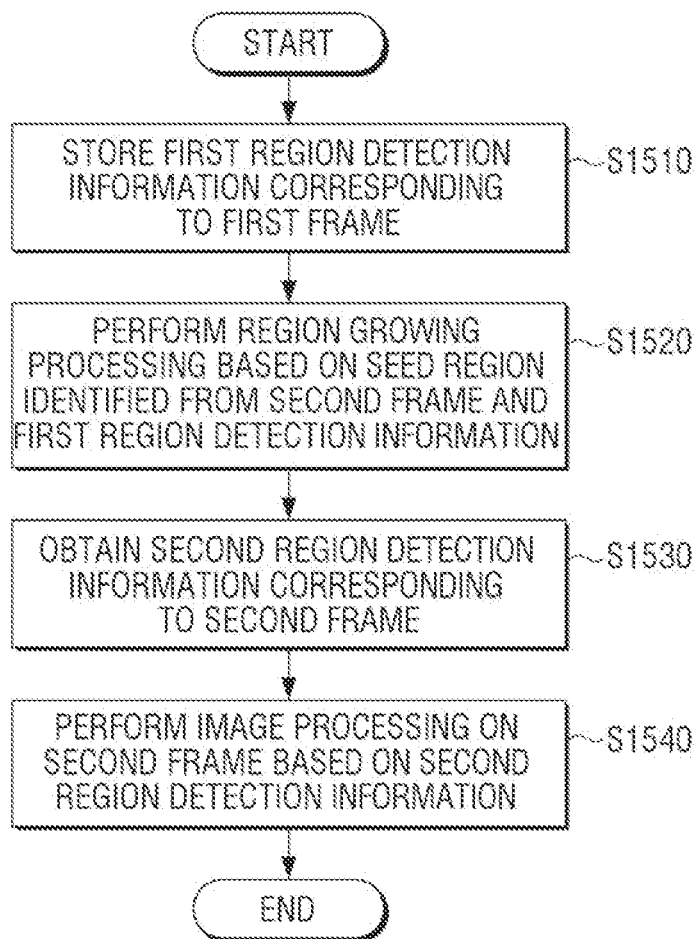 START
STORE FIRST REGION DETECTION
INFORMATION CORRESPONDING
TO FIRST FRAME
S1510
PERFORM REGION GROWING
PROCESSING BASED ON SEED REGION
IDENTIFIED FROM SECOND FRAME AND
FIRST REGION DETECTION INFORMATION
S1520
OBTAIN SECOND REGION DETECTION
INFORMATION CORRESPONDING
TO SECOND FRAME
S1530
PERFORM IMAGE PROCESSING ON
SECOND FRAME BASED ON SECOND
REGION DETECTION INFORMATION
S1540
END